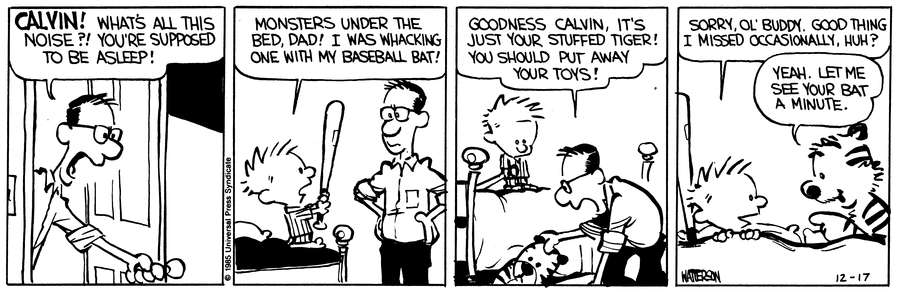 CALVIN! WHAT'S ALL THIS
NOISE?! YOU'RE SUPPOSED
TO BE ASLEEP!
MONSTERS UNDER THE
BED, DAD! I WAS WHACKING
ONE WITH MY BASEBALL BAT!
© 1985 Universal Press Syndicate
GOODNESS CALVIN, IT'S
JUST YOUR STUFFED TIGER!
YOU SHOULD PUT AWAY
YOUR TOYS!
SORRY, OL' BUDDY. GOOD THING
I MISSED OCCASIONALLY, HUH?
YEAH. LET ME
SEE YOUR BAT
A MINUTE.
WATTERSON
12-17